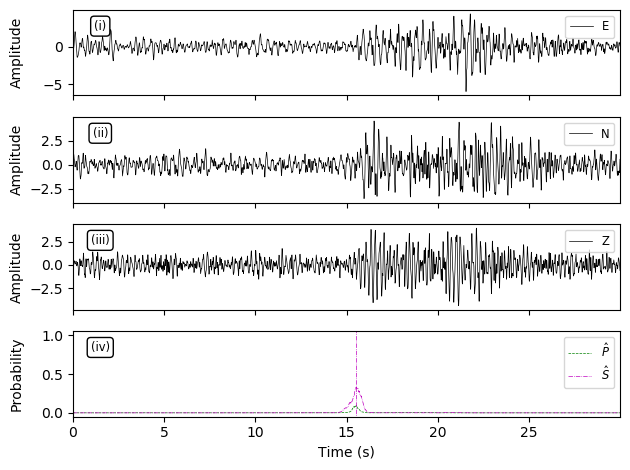 (i)
E
Amplitude
0
−5
(ii)
N
Amplitude
2.5
0.0
−2.5
(iii)
Z
Amplitude
2.5
0.0
−2.5
(iv)
P̂
Ŝ
Probability
1.0
0.5
0.0
0 5 10 15 20 25
Time (s)